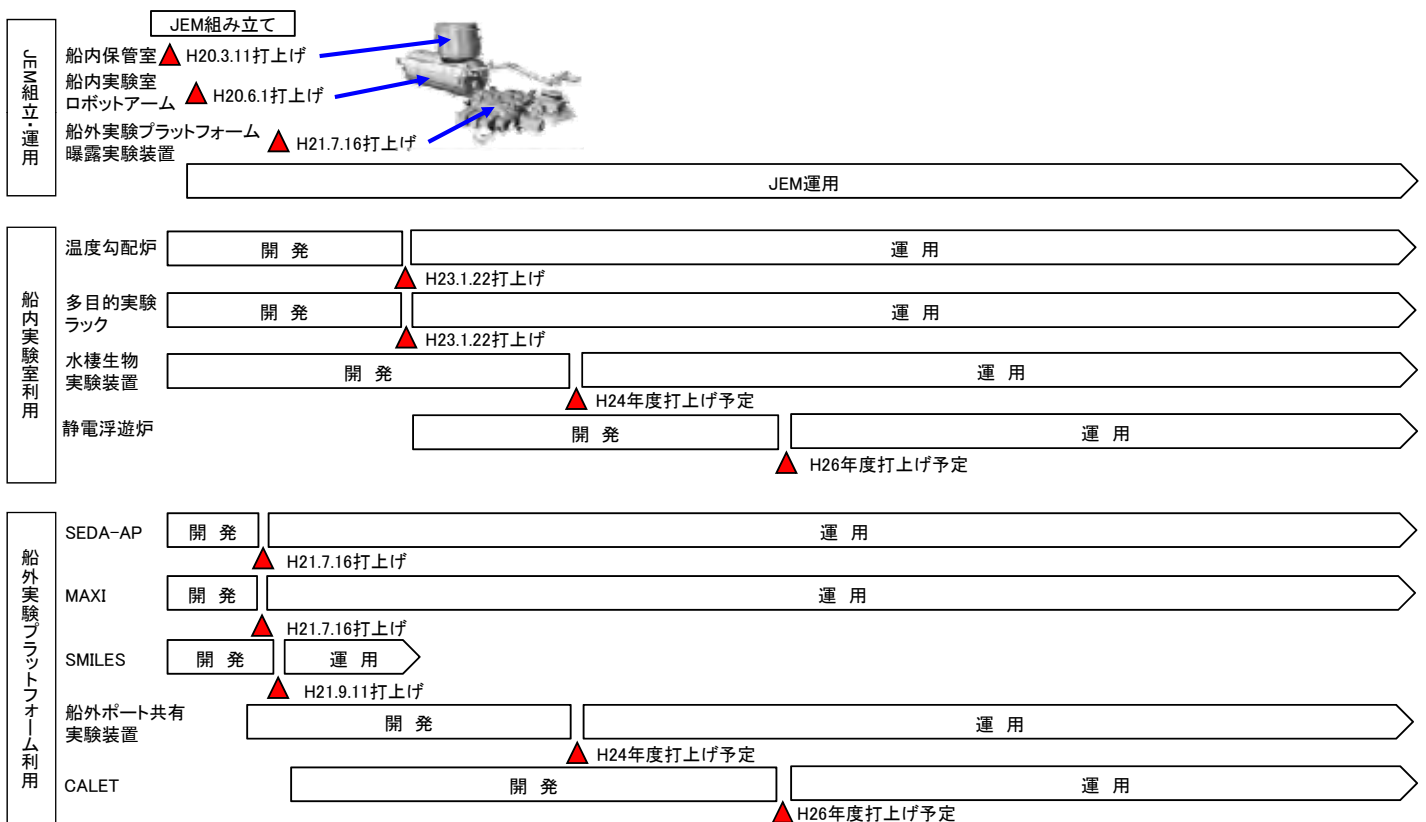 JEM組立・運用
JEM組み立て
船内保管室
H20.3.11打上げ
船内実験室
ロボットアーム
H20.6.1打上げ
船外実験プラットフォーム
曝露実験装置
H21.7.16打上げ
JEM運用
船内実験室利用
温度勾配炉
開 発
運 用
H23.1.22打上げ
多目的実験
ラック
開 発
運 用
H23.1.22打上げ
水棲生物
実験装置
開 発
運 用
H24年度打上げ予定
静電浮遊炉
開 発
運 用
H26年度打上げ予定
船外実験プラットフォーム利用
SEDA-AP
開 発
運 用
H21.7.16打上げ
MAXI
開 発
運 用
H21.7.16打上げ
SMILES
開 発
運 用
H21.9.11打上げ
船外ポート共有
実験装置
開 発
運 用
H24年度打上げ予定
CALET
開 発
運 用
H26年度打上げ予定